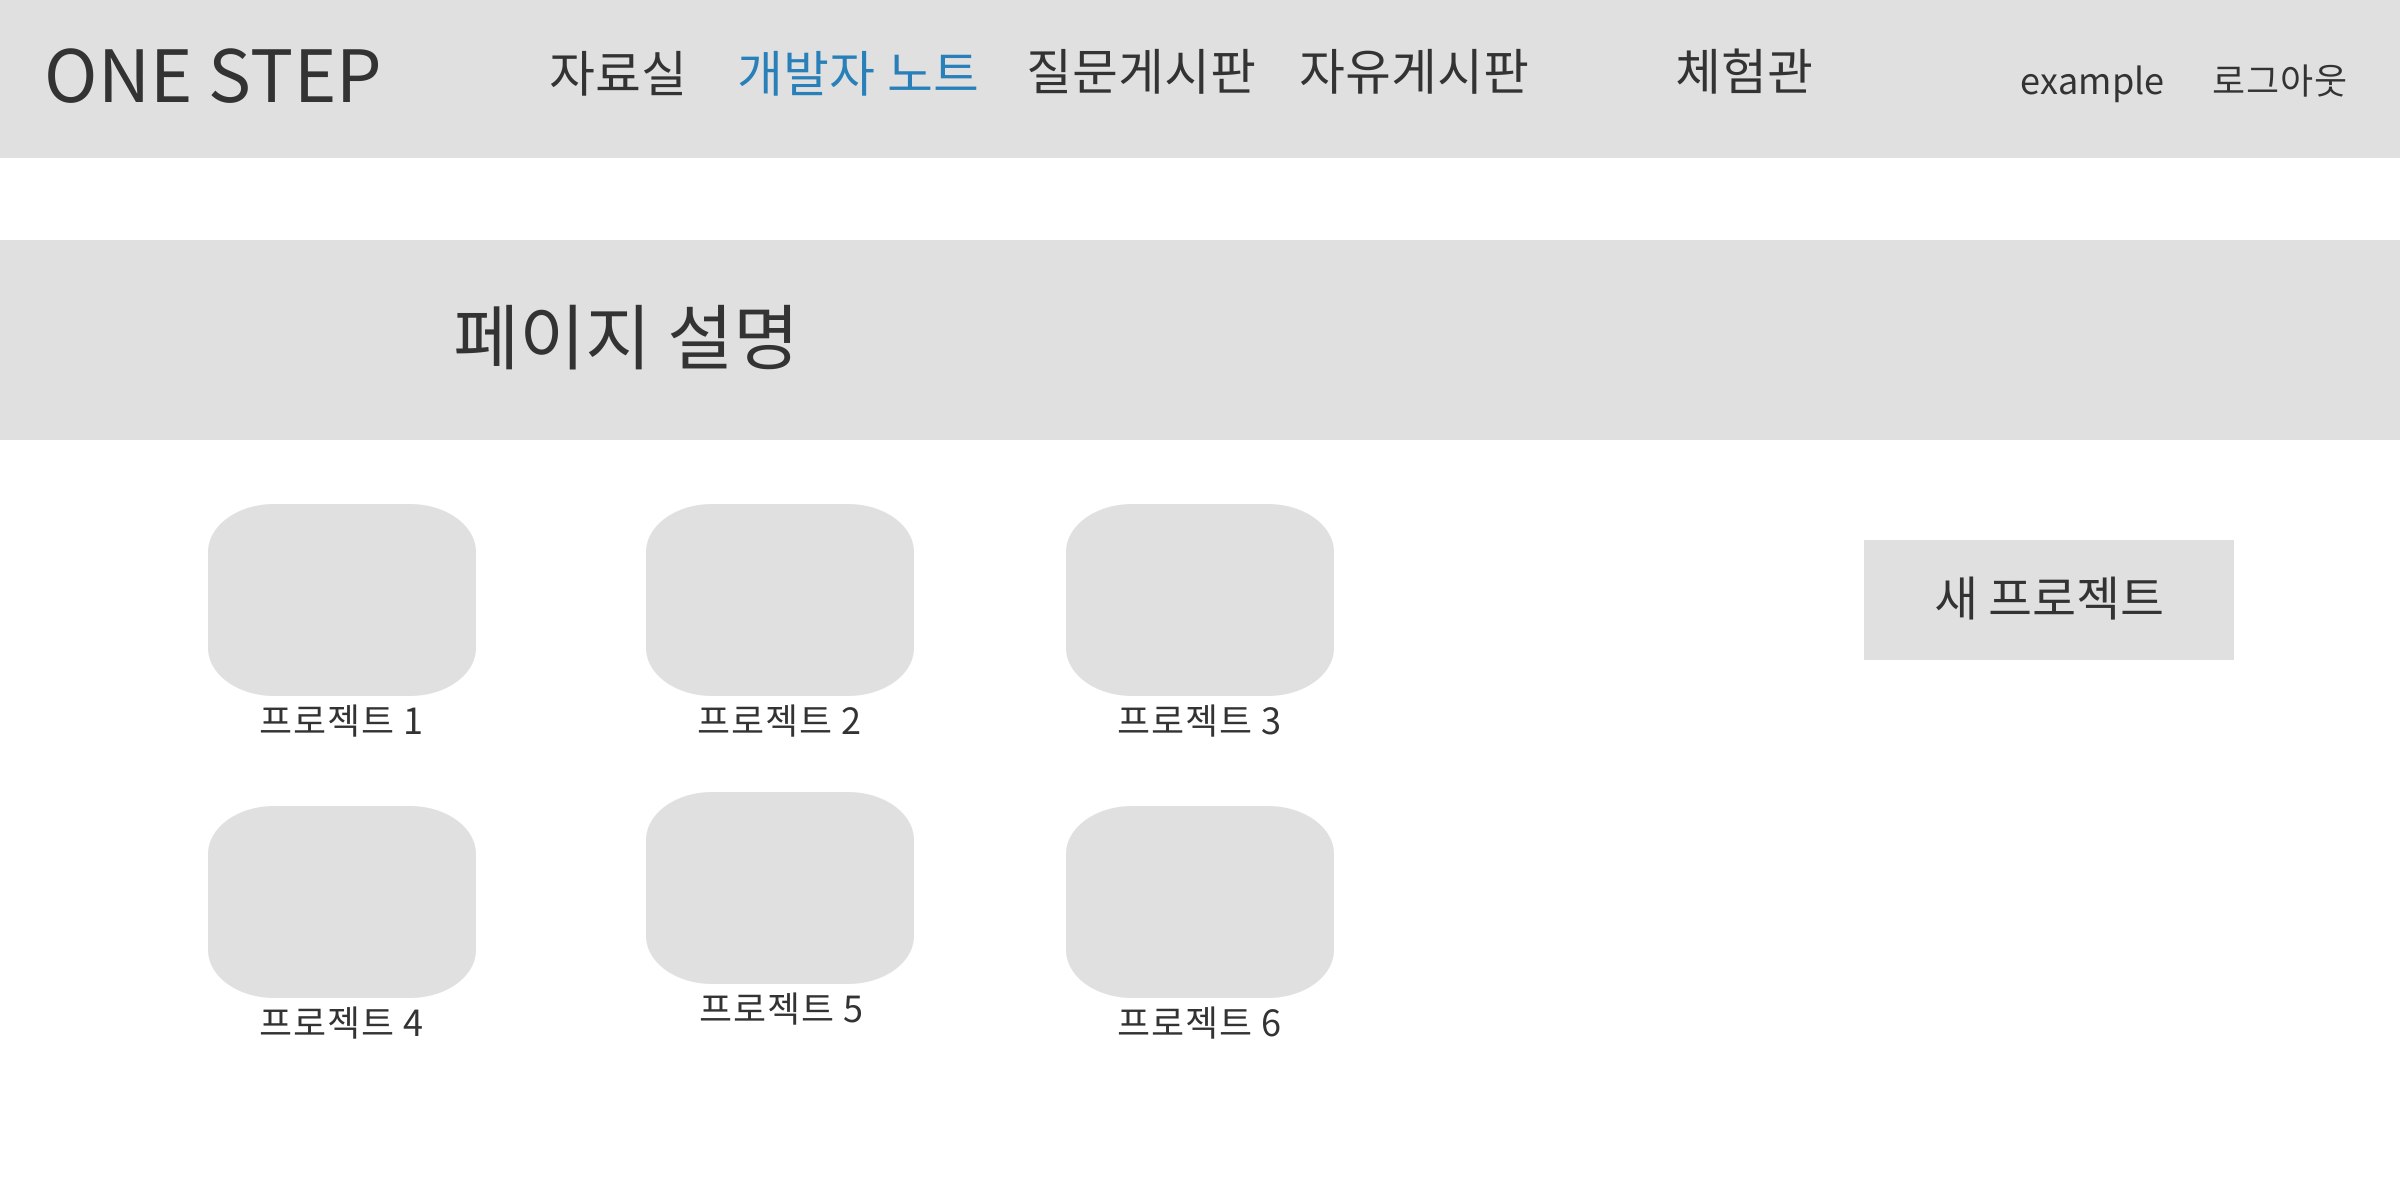 ONE STEP 자료실 개발자 노트 질문게시판 자유게시판 체험관 example 로그아웃
페이지 설명
새 프로젝트
프로젝트 1 프로젝트 2 프로젝트 3
프로젝트 4 프로젝트 5 프로젝트 6